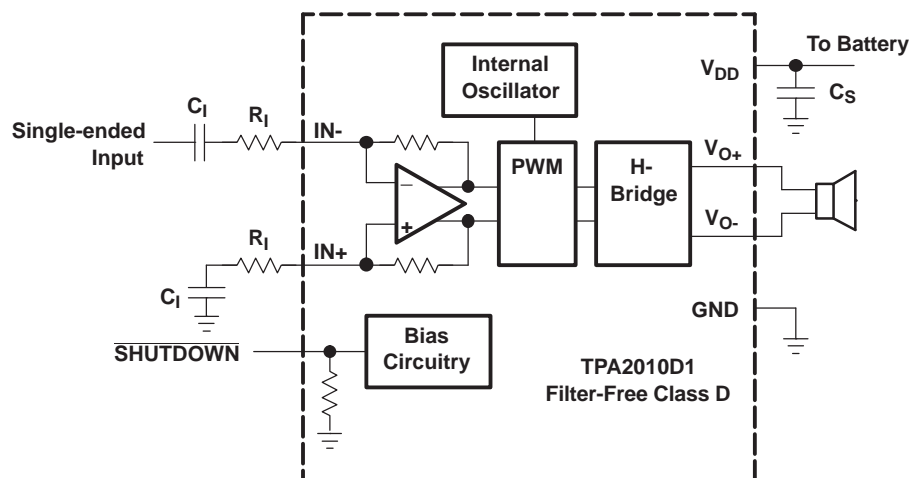 To Battery
Internal
Oscillator
V_DD
C_S
C_I
R_I
IN-
Single-ended
Input
PWM
H-
Bridge
V_O+
V_O-
−
+
R_I
IN+
C_I
GND
SHUTDOWN
Bias
Circuitry
TPA2010D1
Filter-Free Class D